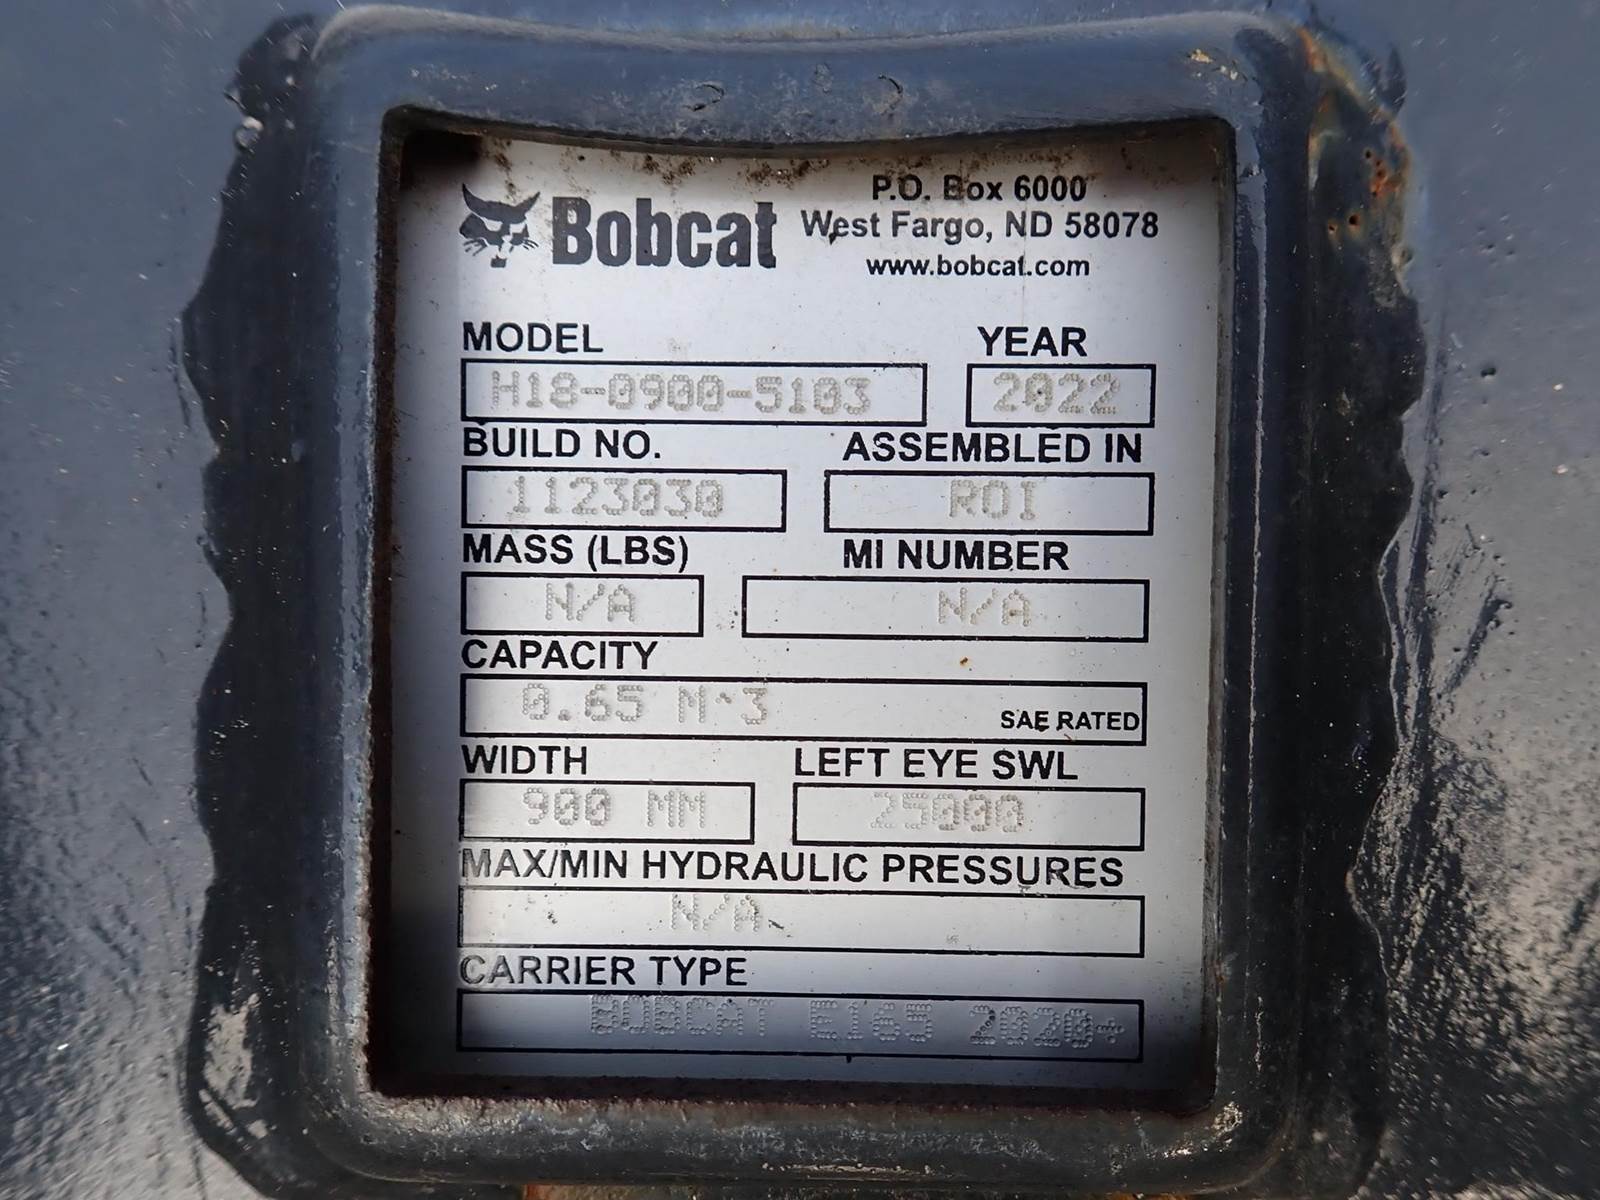 Bobcat
P.O. Box 6000
West Fargo, ND 58078
www.bobcat.com
MODEL YEAR
H18-0900-5103 2022
BUILD NO. ASSEMBLED IN
1123030 ROI
MASS (LBS) MI NUMBER
N/A N/A
CAPACITY
0.65 M^3 SAE RATED
WIDTH LEFT EYE SWL
900 MM 25000
MAX/MIN HYDRAULIC PRESSURES
N/A
CARRIER TYPE
BOBCAT E165 2020+